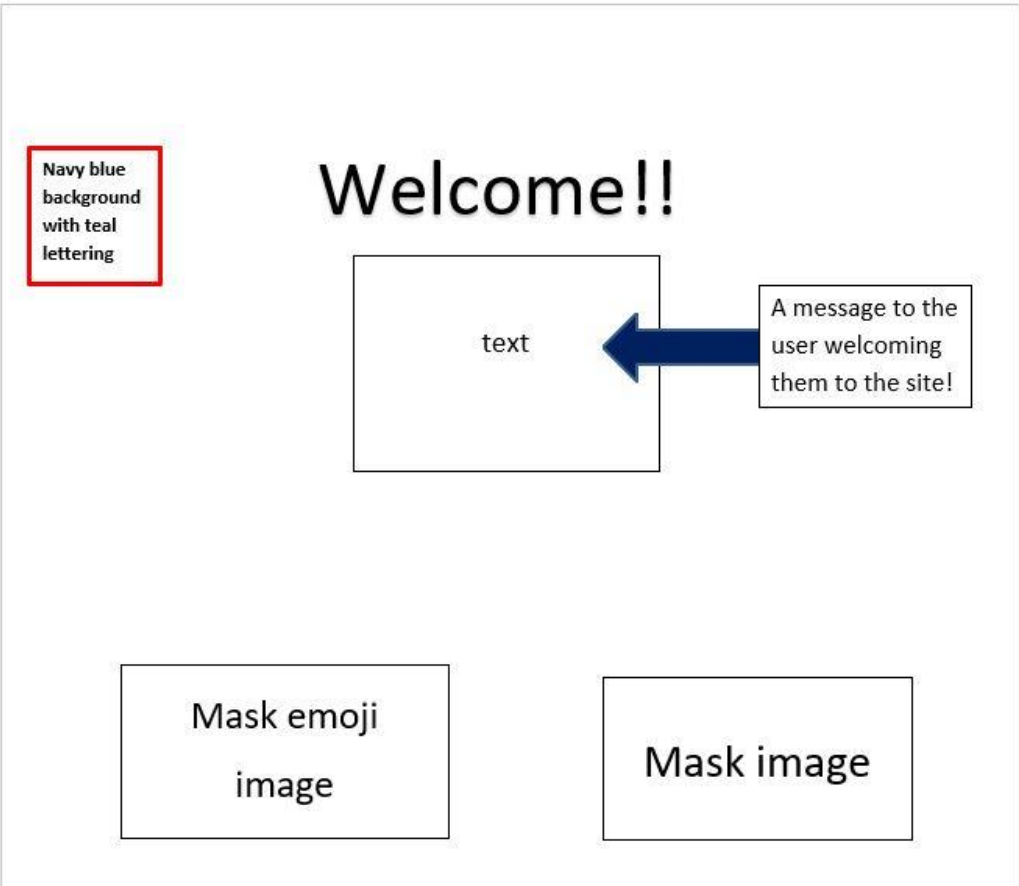 Welcome!!
Navy blue
background
with teal
lettering
text
A message to the
user welcoming
them to the site!
Mask emoji
image
Mask image